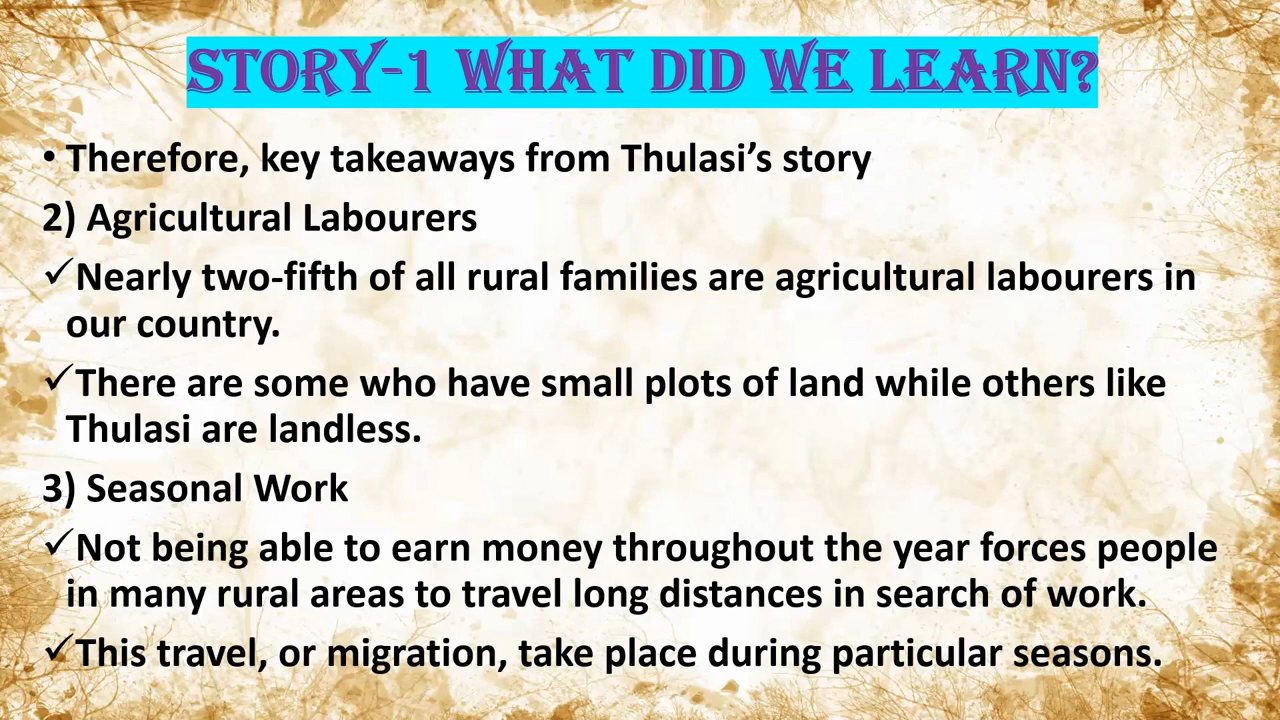 STORY-1 WHAT DID WE LEARN?
• Therefore, key takeaways from Thulasi’s story
2) Agricultural Labourers
✓Nearly two-fifth of all rural families are agricultural labourers in
our country.
✓There are some who have small plots of land while others like
Thulasi are landless.
3) Seasonal Work
✓Not being able to earn money throughout the year forces people
in many rural areas to travel long distances in search of work.
✓This travel, or migration, take place during particular seasons.